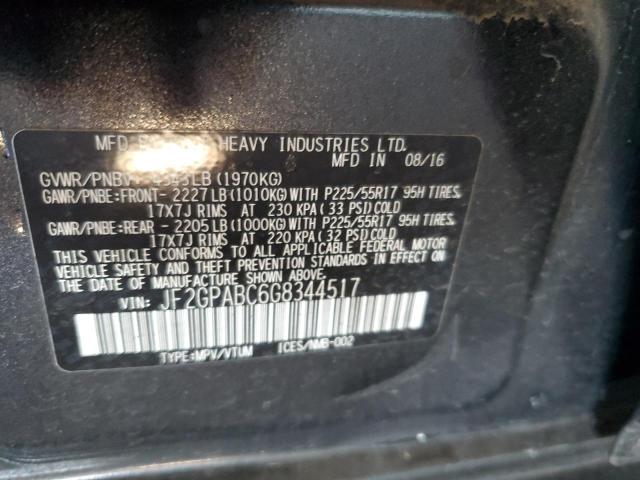 MFD HEAVY INDUSTRIES LTD.
MFD IN 08/16
GVWR/PNBV LB (1970KG)
GAWR/PNBE:FRONT- 2227LB(1010KG)WITH P225/55R17 95H TIRES,
17X7J RIMS AT 230 KPA(33 PSI)COLD
GAWR/PNBE:REAR - 2205LB(1000KG)WITH P225/55R17 95H TIRES,
17X7J RIMS AT 220 KPA(32 PSI)COLD
THIS VEHICLE CONFORMS TO ALL APPLICABLE FEDERAL MOTOR
VEHICLE SAFETY AND THEFT PREVENTION STANDARDS IN EFFECT ON
THE DATE OF MANUFACTURE SHOWN ABOVE.
VIN: JF2GPABC6G8344517
TYPE:MPV/VTUM ICES/NMB-002